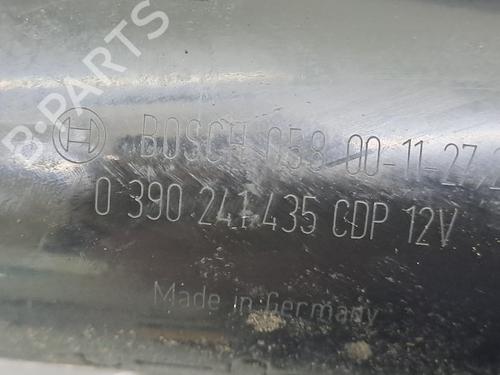 B-PARTS
BOSCH 058 00-11-27
0 390 241 435 CDP 12V
Made in Germany